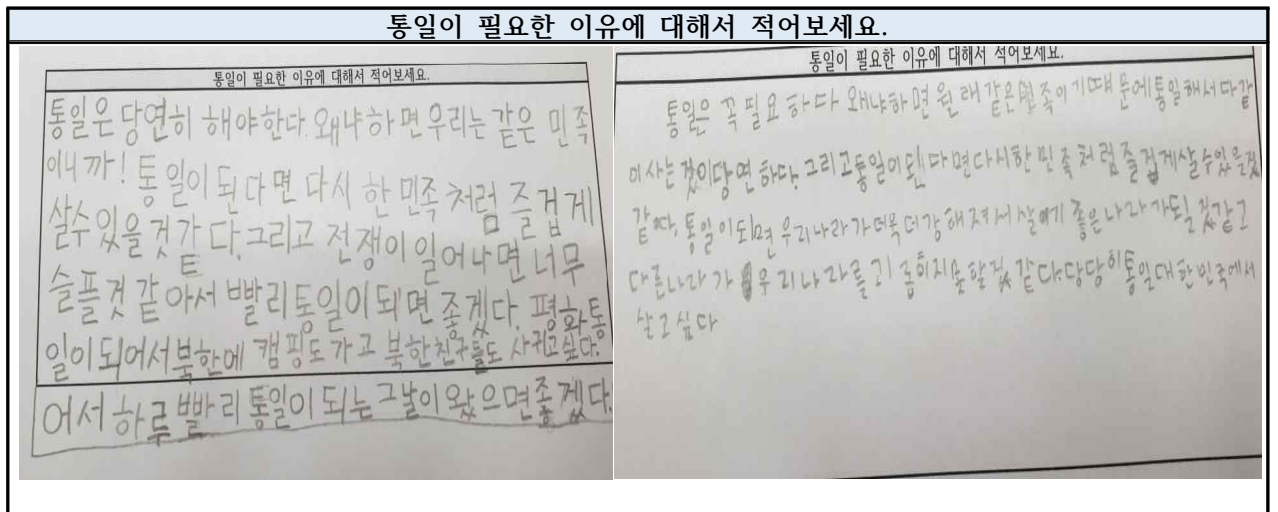 통일이 필요한 이유에 대해서 적어보세요.
통일이 필요한 이유에 대해서 적어보세요.
통일은 당연히 해야한다. 왜냐하면 우리는 같은 민족
이니까! 통일이 된다면 다시 한 민족처럼 즐겁게
살수있을것같다. 그리고 전쟁이 일어나면 너무
슬플것 같아서 빨리 통일이 되면 좋겠다. 평화통
일이 되어서 북한에 캠핑도 가고 북한친구들도 사귀고싶다.
어서 하루 빨리 통일이 되는 그날이 왔으면 좋겠다.
통일이 필요한 이유에 대해서 적어보세요.
통일은 꼭 필요하다 왜냐하면 원래 같은 민족이기때문에 통일해서 다같
이 사는 것이 당연하다. 그리고 통일이 된다면 다시 한 민족처럼 즐겁게 살수있을것
같다. 통일이 되면 우리나라가 더욱 더 강해져서 살기 좋은 나라가 될 것 같고
다른나라가 우리나라를 괴롭히지 못할것 같다. 당당히 통일대한민국에서
살고싶다